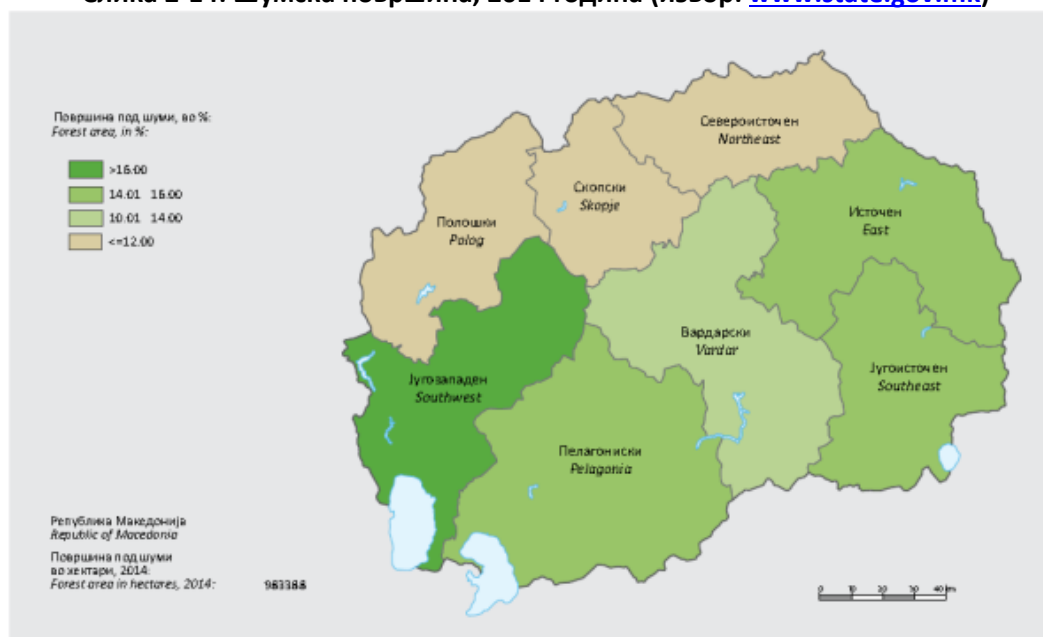 Површина под шуми, во %:
Forest area, in %:
>16.00
14.01 16.00
10.01 14.00
<=12.00
Североисточен
Northeast
Скопски
Skopje
Полошки
Polog
Источен
East
Вардарски
Vardar
Југоисточен
Southeast
Југозападен
Southwest
Пелагониски
Pelagonia
Република Македонија
Republic of Macedonia
Површина под шуми
во хектари, 2014:
Forest area in hectares, 2014: 983388
0 10 20 30 40 km